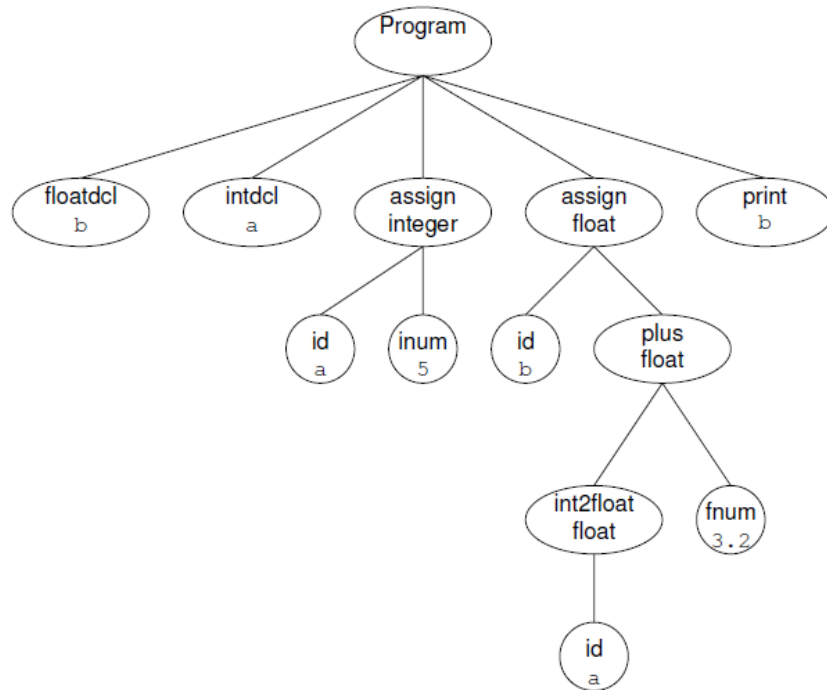 Program
floatdcl
b
intdcl
a
assign
integer
assign
float
print
b
id
a
inum
5
id
b
plus
float
int2float
float
fnum
3.2
id
a